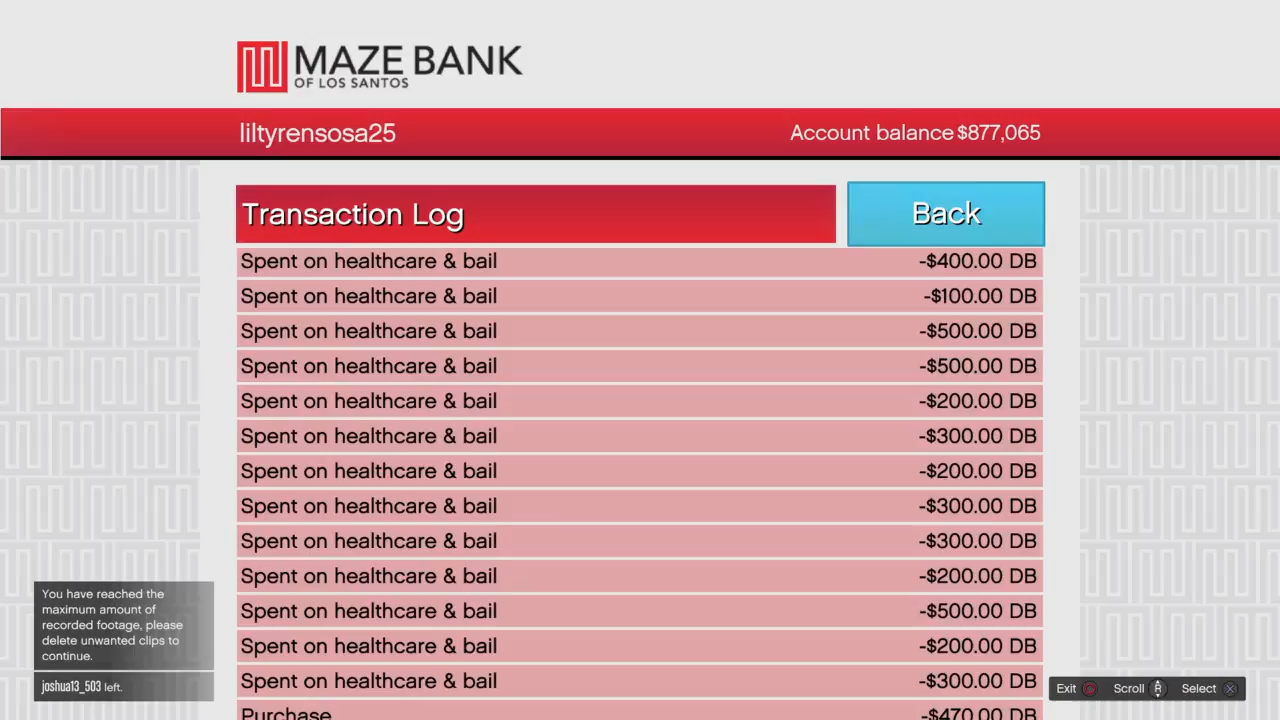 MAZE BANK
OF LOS SANTOS
liltyrensosa25 Account balance $877,065
Transaction Log Back
Spent on healthcare & bail -$400.00 DB
Spent on healthcare & bail -$100.00 DB
Spent on healthcare & bail -$500.00 DB
Spent on healthcare & bail -$500.00 DB
Spent on healthcare & bail -$200.00 DB
Spent on healthcare & bail -$300.00 DB
Spent on healthcare & bail -$200.00 DB
Spent on healthcare & bail -$300.00 DB
Spent on healthcare & bail -$300.00 DB
Spent on healthcare & bail -$200.00 DB
Spent on healthcare & bail -$500.00 DB
Spent on healthcare & bail -$200.00 DB
Spent on healthcare & bail -$300.00 DB
Purchase -$470.00 DB
You have reached the
maximum amount of
recorded footage, please
delete unwanted clips to
continue.
joshua13_503 left.
Exit Scroll R Select